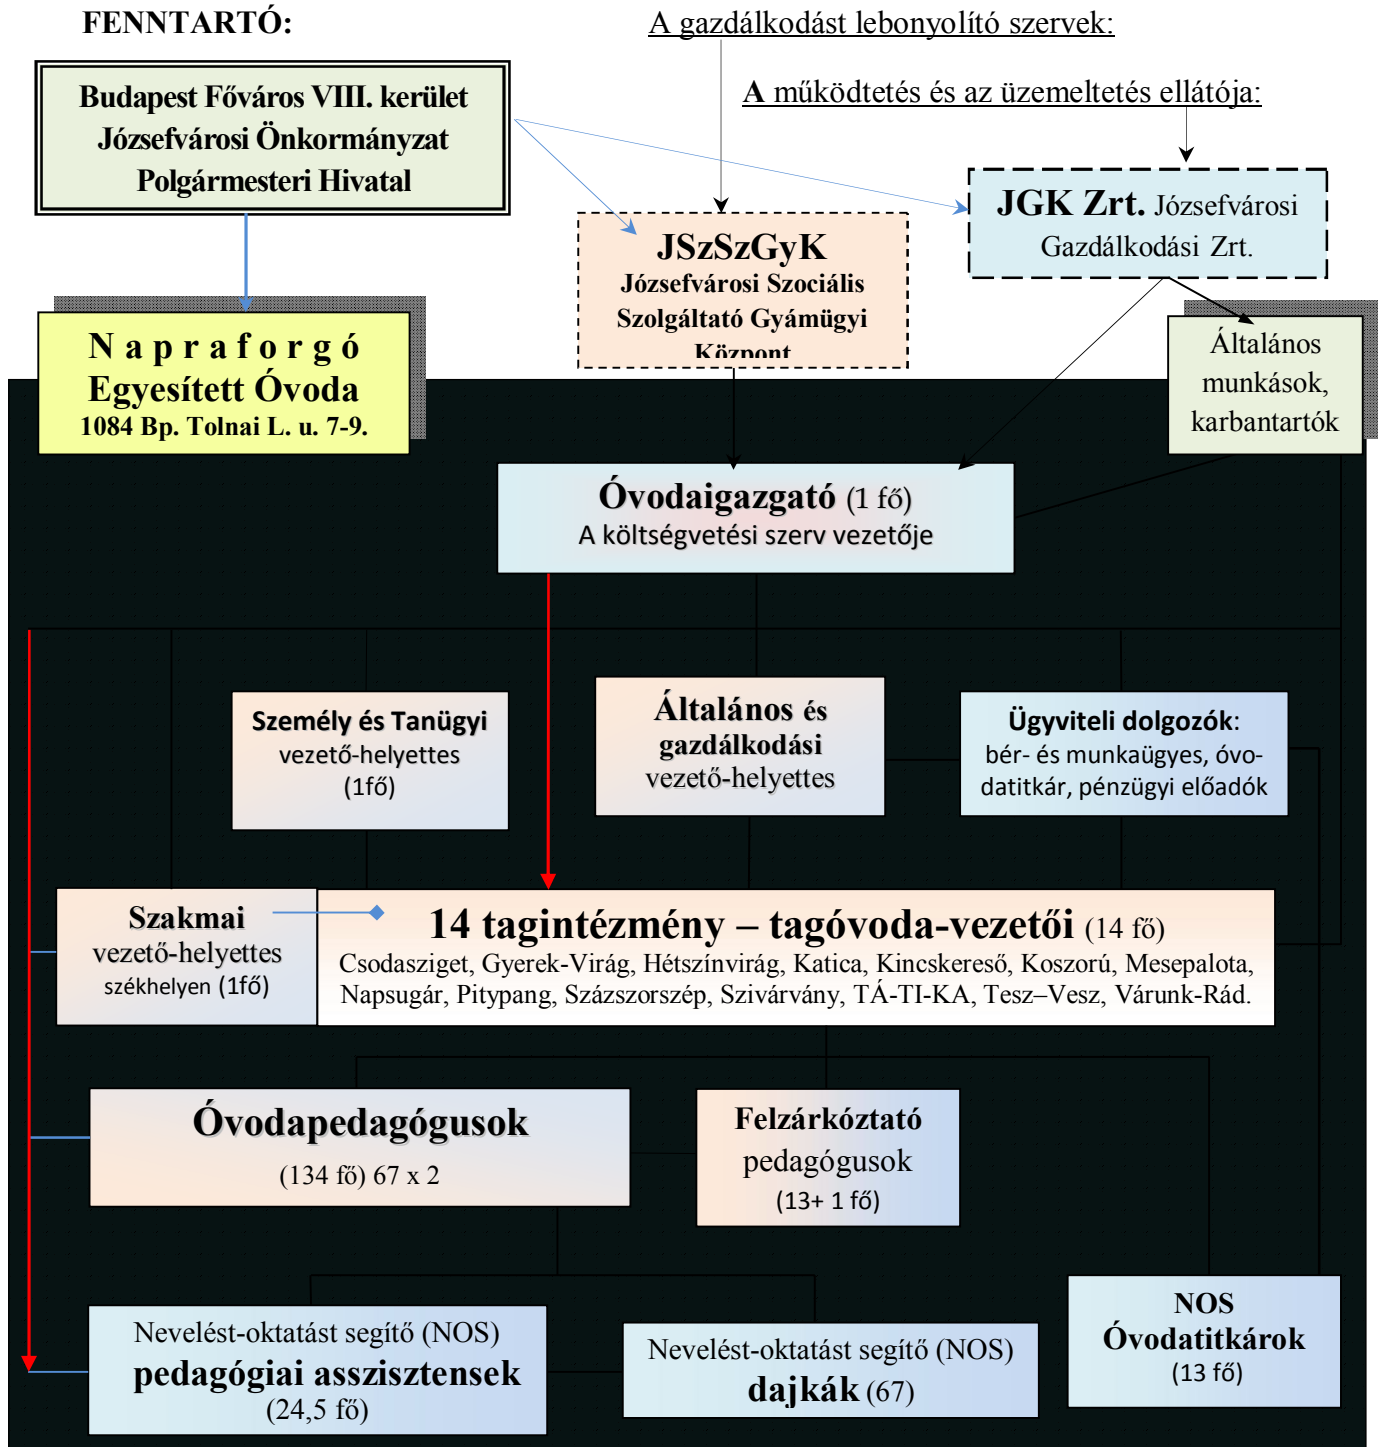 FENNTARTÓ:
A gazdálkodást lebonyolító szervek:
Budapest Főváros VIII. kerület
Józsefvárosi Önkormányzat
Polgármesteri Hivatal
A működtetés és az üzemeltetés ellátója:
JGK Zrt. Józsefvárosi
Gazdálkodási Zrt.
JSzSzGyK
Józsefvárosi Szociális
Szolgáltató Gyámügyi
Központ
Napraforgó
Egyesített Óvoda
1084 Bp. Tolnai L. u. 7-9.
Általános
munkások,
karbantartók
Óvodaigazgató (1 fő)
A költségvetési szerv vezetője
Személy és Tanügyi
vezető-helyettes
(1fő)
Általános és
gazdálkodási
vezető-helyettes
Ügyviteli dolgozók:
bér- és munkaügyes, óvo-
datitkár, pénzügyi előadók
Szakmai
vezető-helyettes
székhelyen (1fő)
14 tagintézmény – tagóvoda-vezetői (14 fő)
Csodasziget, Gyerek-Virág, Hétszínvirág, Katica, Kincskereső, Koszorú, Mesepalota,
Napsugár, Pitypang, Százszorszép, Szivárvány, TÁ-TI-KA, Tesz–Vesz, Várunk-Rád.
Óvodapedagógusok
(134 fő) 67 x 2
Felzárkóztató
pedagógusok
(13+ 1 fő)
Nevelést-oktatást segítő (NOS)
pedagógiai asszisztensek
(24,5 fő)
Nevelést-oktatást segítő (NOS)
dajkák (67)
NOS
Óvodatitkárok
(13 fő)